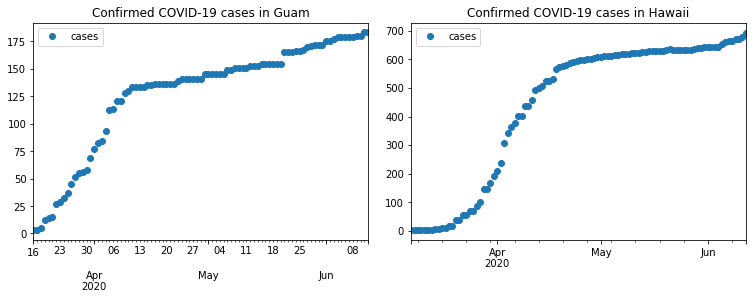 Confirmed COVID-19 cases in Guam
cases
175
150
125
100
75
50
25
0
16 23 30 06 13 20 27 04 11 18 25 08
Apr May Jun
2020
Confirmed COVID-19 cases in Hawaii
cases
700
600
500
400
300
200
100
0
Apr May Jun
2020